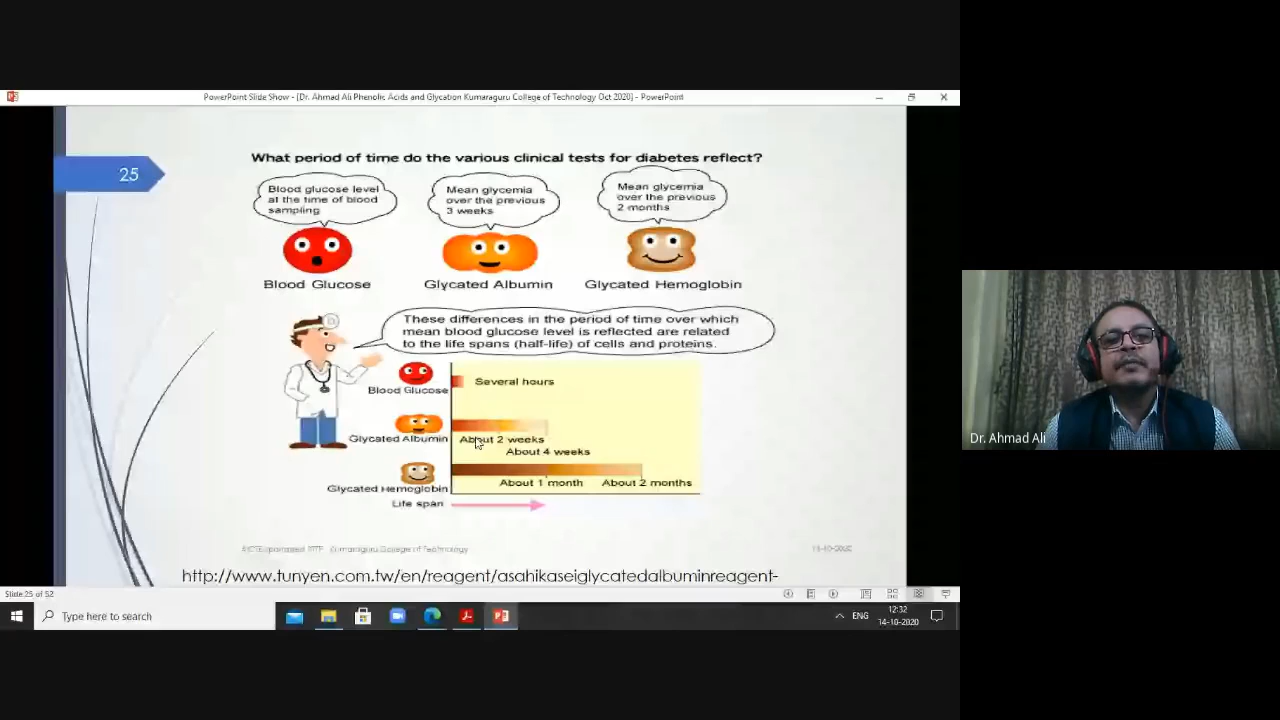 PowerPoint Slide Show - [Dr. Ahmad Ali Phenolic Acids and Glycation Kumaraguru College of Technology Oct 2020] - PowerPoint
25
What period of time do the various clinical tests for diabetes reflect?
Blood glucose level
at the time of blood
sampling
Mean glycemia
over the previous
3 weeks
Mean glycemia
over the previous
2 months
Blood Glucose
Glycated Albumin
Glycated Hemoglobin
These differences in the period of time over which
mean blood glucose level is reflected are related
to the life spans (half-life) of cells and proteins.
Blood Glucose
Several hours
Glycated Albumin
About 2 weeks
About 4 weeks
Glycated Hemoglobin
About 1 month
About 2 months
Life span
Kumaraguru College of Technology
http://www.tunyen.com.tw/en/reagent/asahikaseiglycatedalbuminreagent-
Slide 25 of 52
Type here to search
ENG
12:32
14-10-2020
Dr. Ahmad Ali